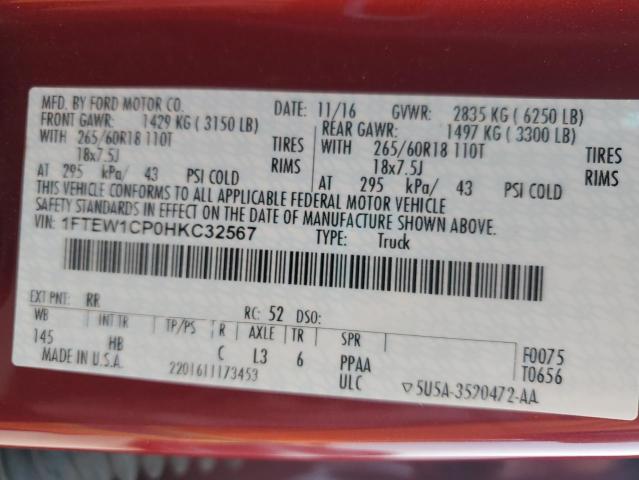 MFD. BY FORD MOTOR CO.
DATE: 11/16 GVWR: 2835 KG ( 6250 LB)
FRONT GAWR: 1429 KG ( 3150 LB)
REAR GAWR: 1497 KG ( 3300 LB)
WITH 265/60R18 110T TIRES
WITH 265/60R18 110T TIRES
18x7.5J RIMS
18x7.5J RIMS
AT 295 kPa/ 43 PSI COLD
AT 295 kPa/ 43 PSI COLD
THIS VEHICLE CONFORMS TO ALL APPLICABLE FEDERAL MOTOR VEHICLE
SAFETY STANDARDS IN EFFECT ON THE DATE OF MANUFACTURE SHOWN ABOVE.
VIN: 1FTEW1CP0HKC32567 TYPE: Truck
EXT PNT: RR RC: 52 DSO:
WB INT TR TP/PS R AXLE TR SPR
145 HB C L3 6 PPAA F0075
MADE IN U.S.A. 2201611173453 ULC T0656
5U5A-3520472-AA